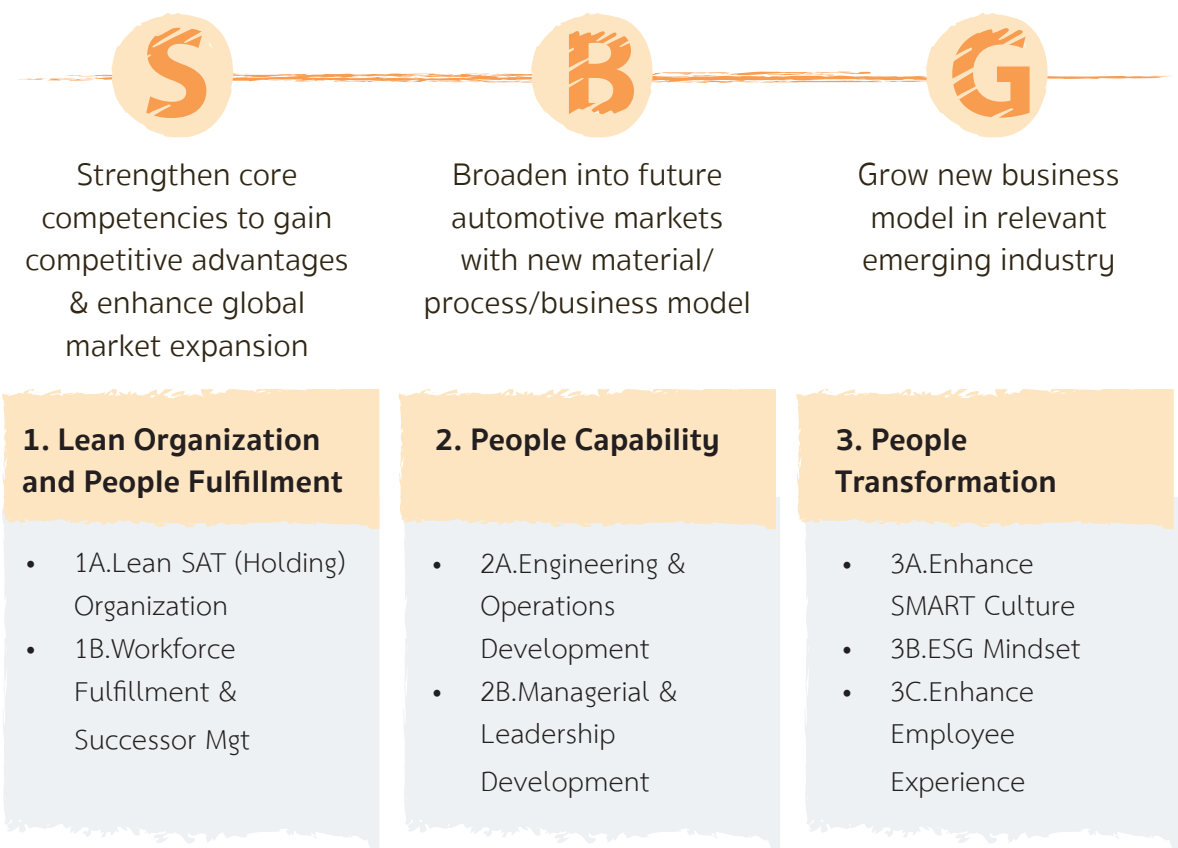 S
Strengthen core
competencies to gain
competitive advantages
& enhance global
market expansion
B
Broaden into future
automotive markets
with new material/
process/business model
G
Grow new business
model in relevant
emerging industry
1. Lean Organization
and People Fulfillment
• 1A.Lean SAT (Holding)
Organization
• 1B.Workforce
Fulfillment &
Successor Mgt
2. People Capability
• 2A.Engineering &
Operations
Development
• 2B.Managerial &
Leadership
Development
3. People
Transformation
• 3A.Enhance
SMART Culture
• 3B.ESG Mindset
• 3C.Enhance
Employee
Experience